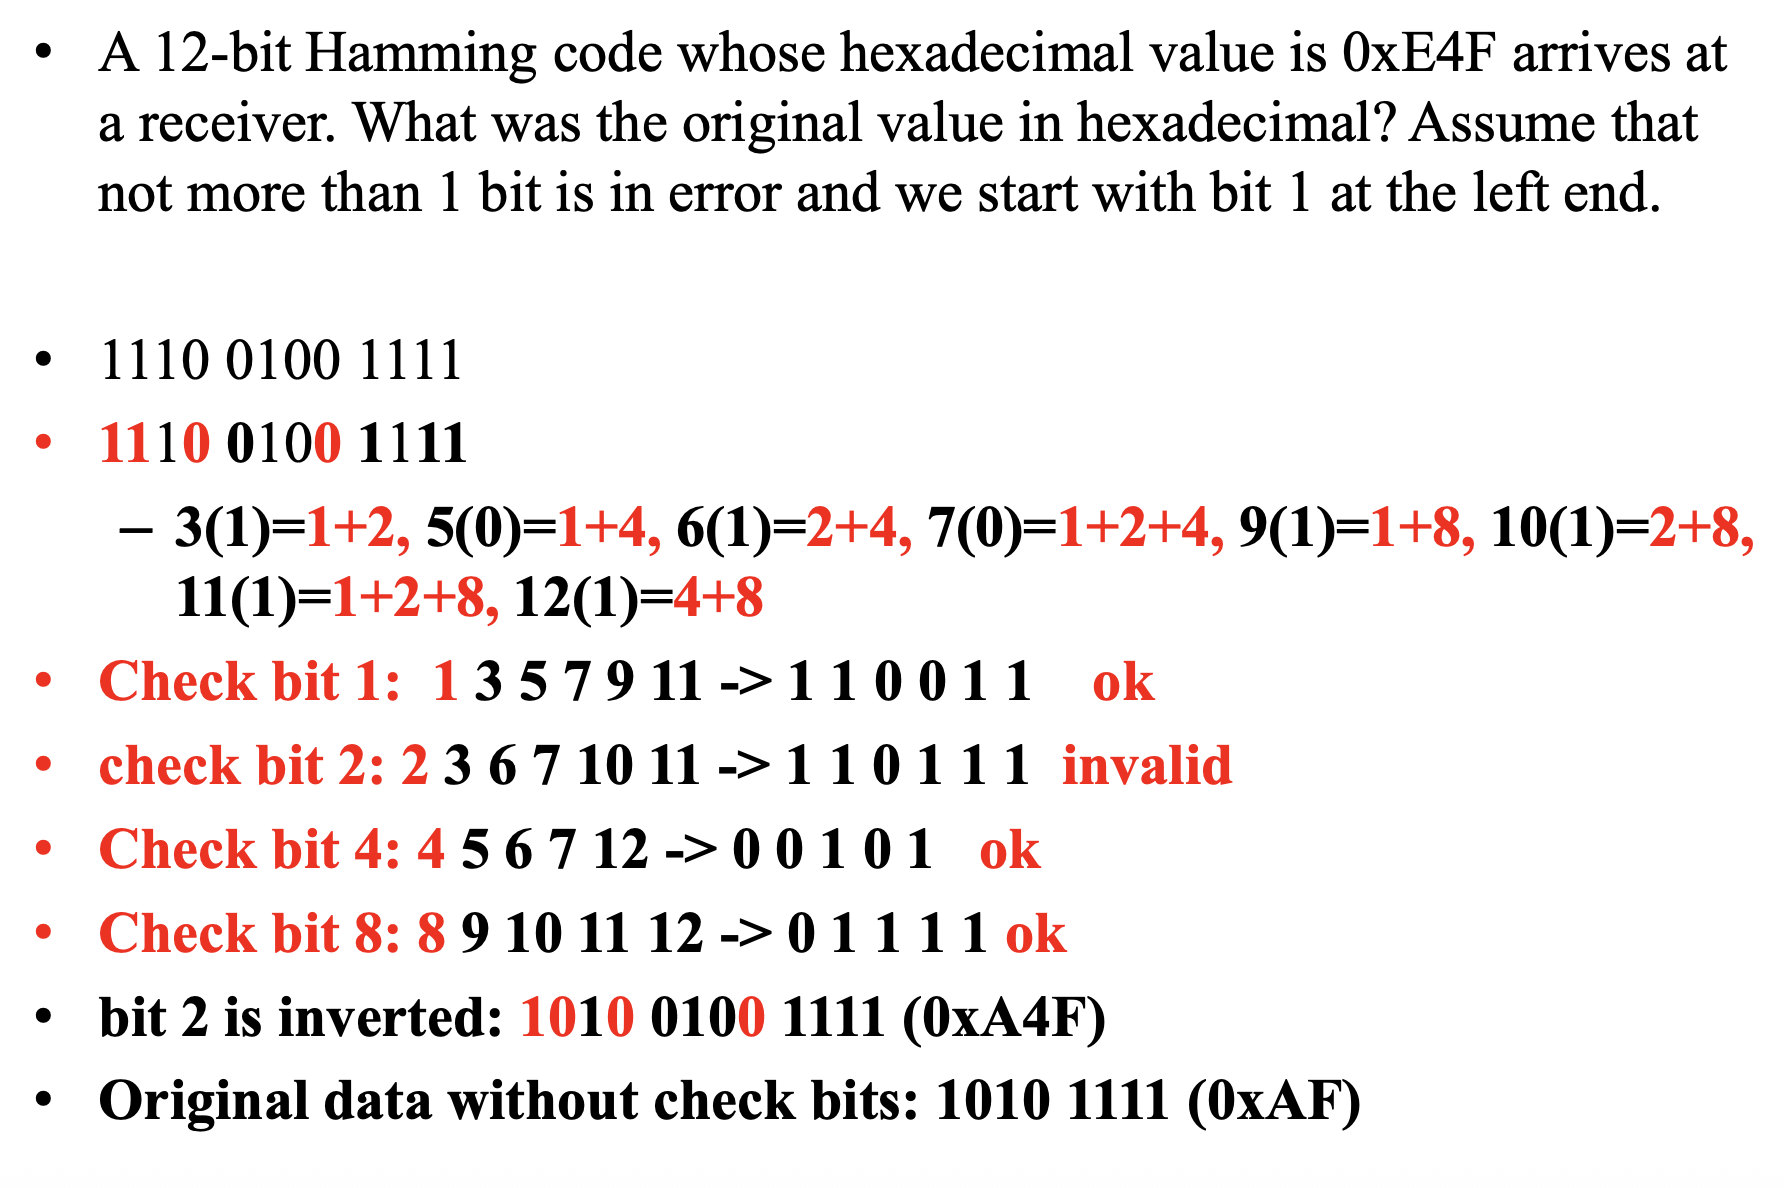 • A 12-bit Hamming code whose hexadecimal value is 0xE4F arrives at
a receiver. What was the original value in hexadecimal? Assume that
not more than 1 bit is in error and we start with bit 1 at the left end.
• 1110 0100 1111
• 1110 0100 1111
– 3(1)=1+2, 5(0)=1+4, 6(1)=2+4, 7(0)=1+2+4, 9(1)=1+8, 10(1)=2+8,
11(1)=1+2+8, 12(1)=4+8
• Check bit 1: 1 3 5 7 9 11 -> 1 1 0 0 1 1 ok
• check bit 2: 2 3 6 7 10 11 -> 1 1 0 1 1 1 invalid
• Check bit 4: 4 5 6 7 12 -> 0 0 1 0 1 ok
• Check bit 8: 8 9 10 11 12 -> 0 1 1 1 1 ok
• bit 2 is inverted: 1010 0100 1111 (0xA4F)
• Original data without check bits: 1010 1111 (0xAF)